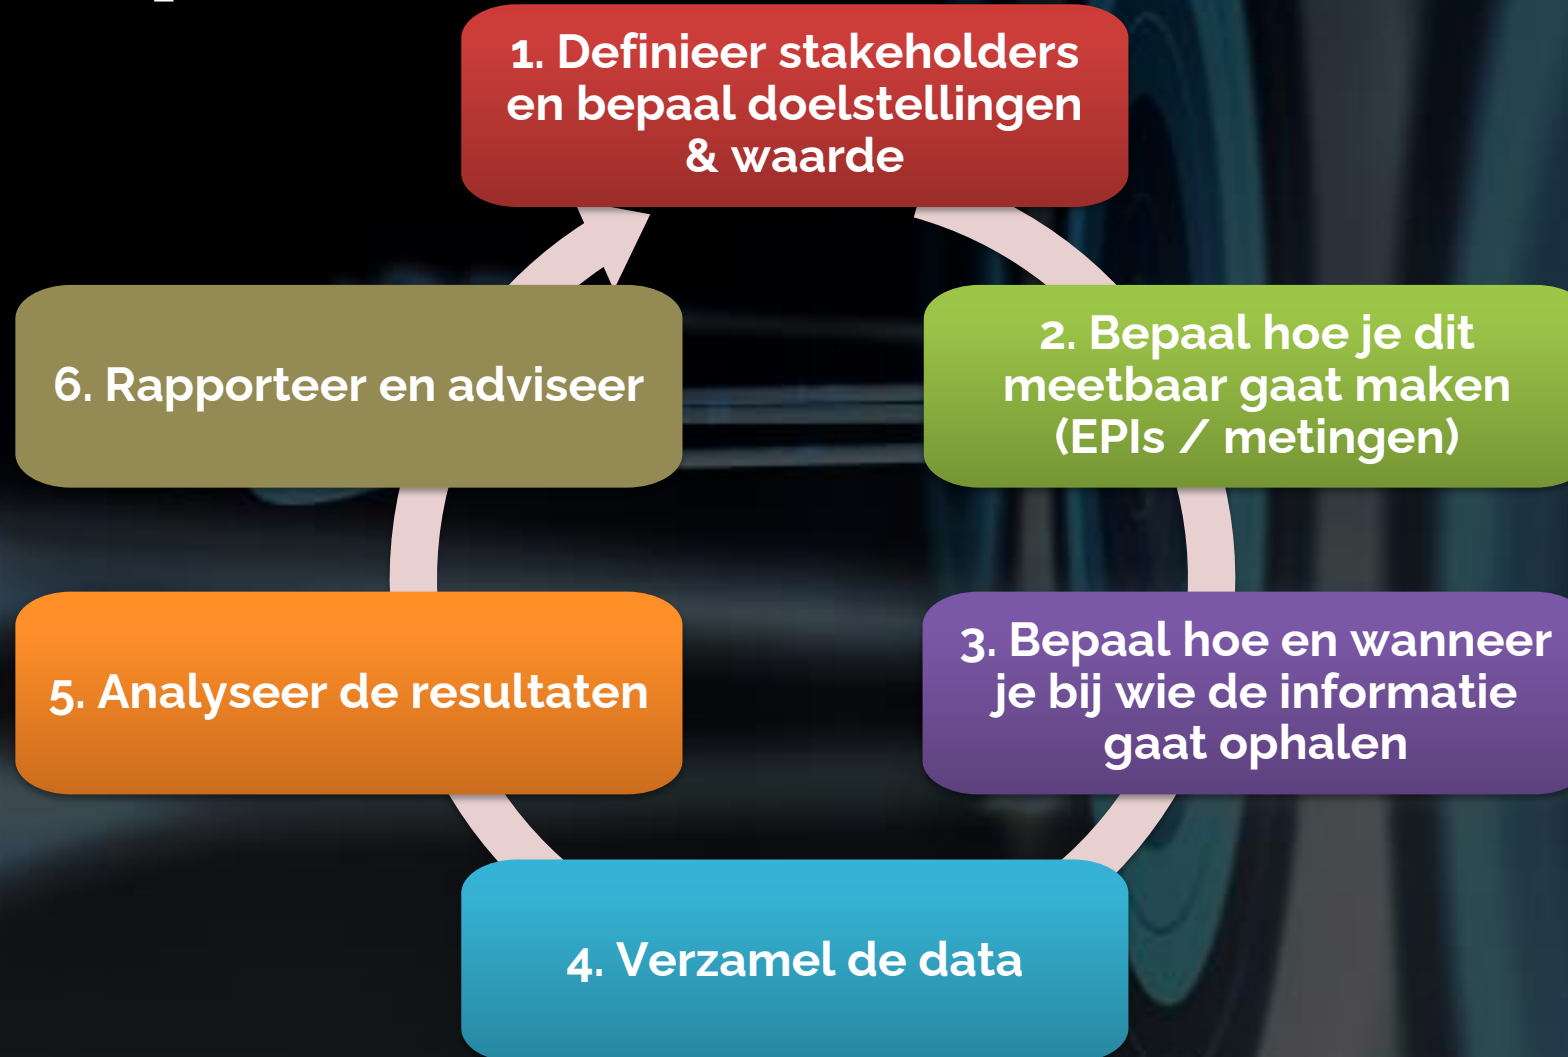 1. Definieer stakeholders
en bepaal doelstellingen
& waarde
2. Bepaal hoe je dit
meetbaar gaat maken
(EPIs / metingen)
3. Bepaal hoe en wanneer
je bij wie de informatie
gaat ophalen
4. Verzamel de data
5. Analyseer de resultaten
6. Rapporteer en adviseer